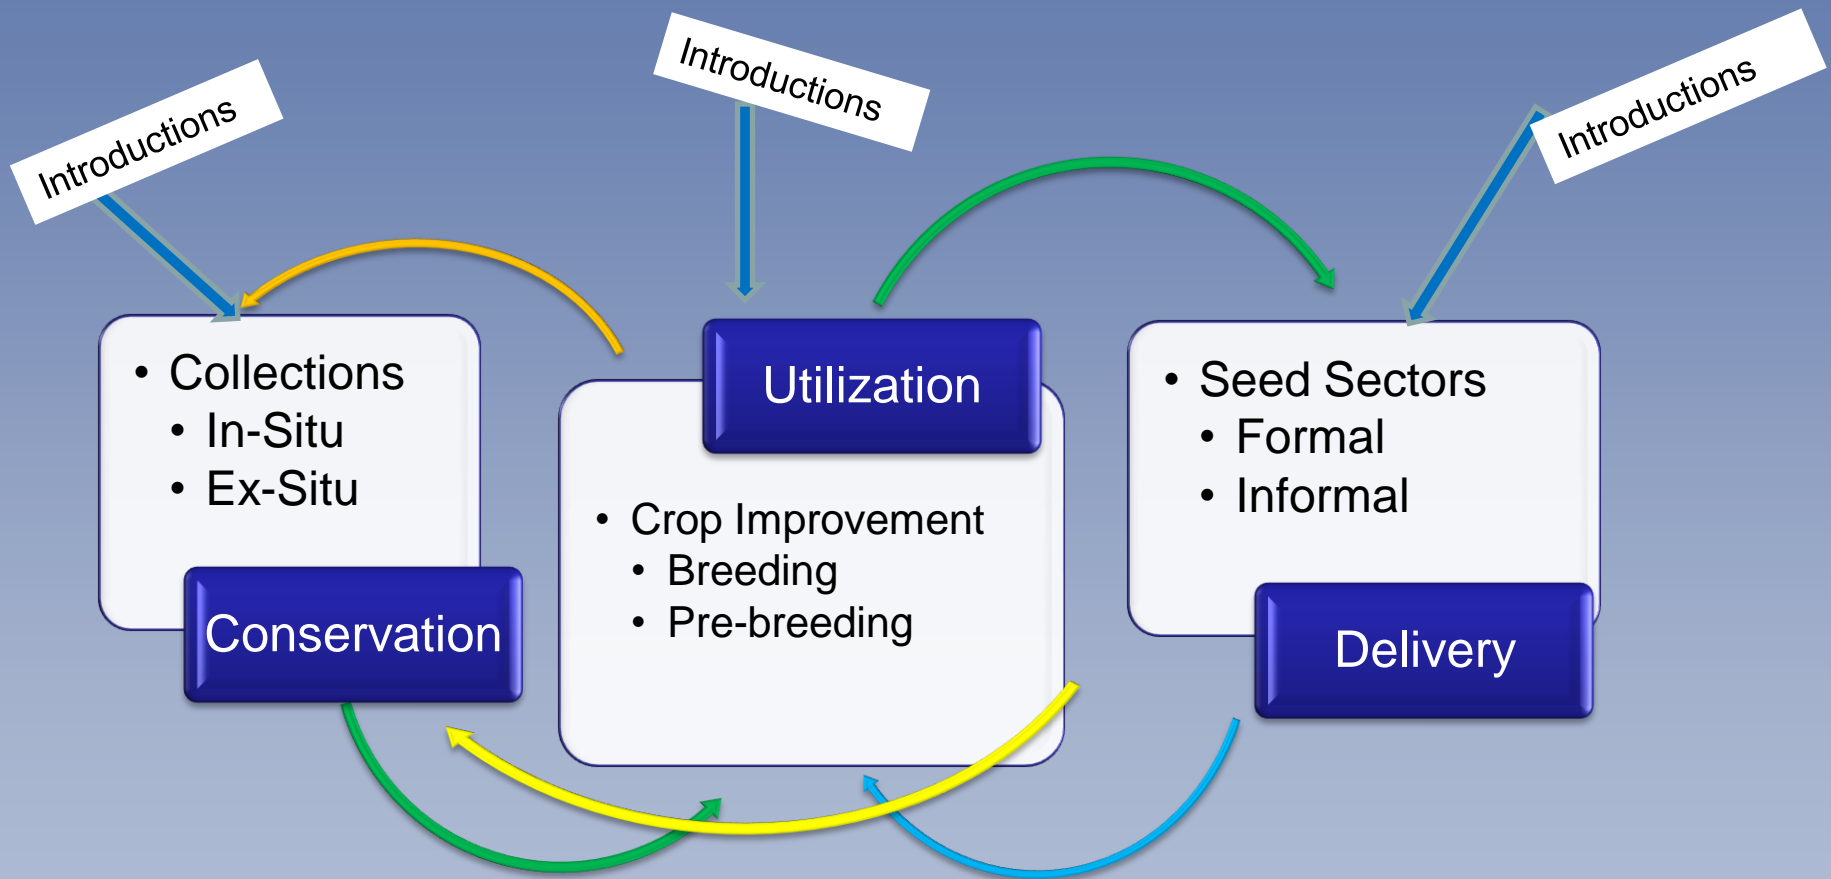 Introductions
Introductions
Introductions
• Collections
• In-Situ
• Ex-Situ
Conservation
Utilization
• Crop Improvement
• Breeding
• Pre-breeding
• Seed Sectors
• Formal
• Informal
Delivery